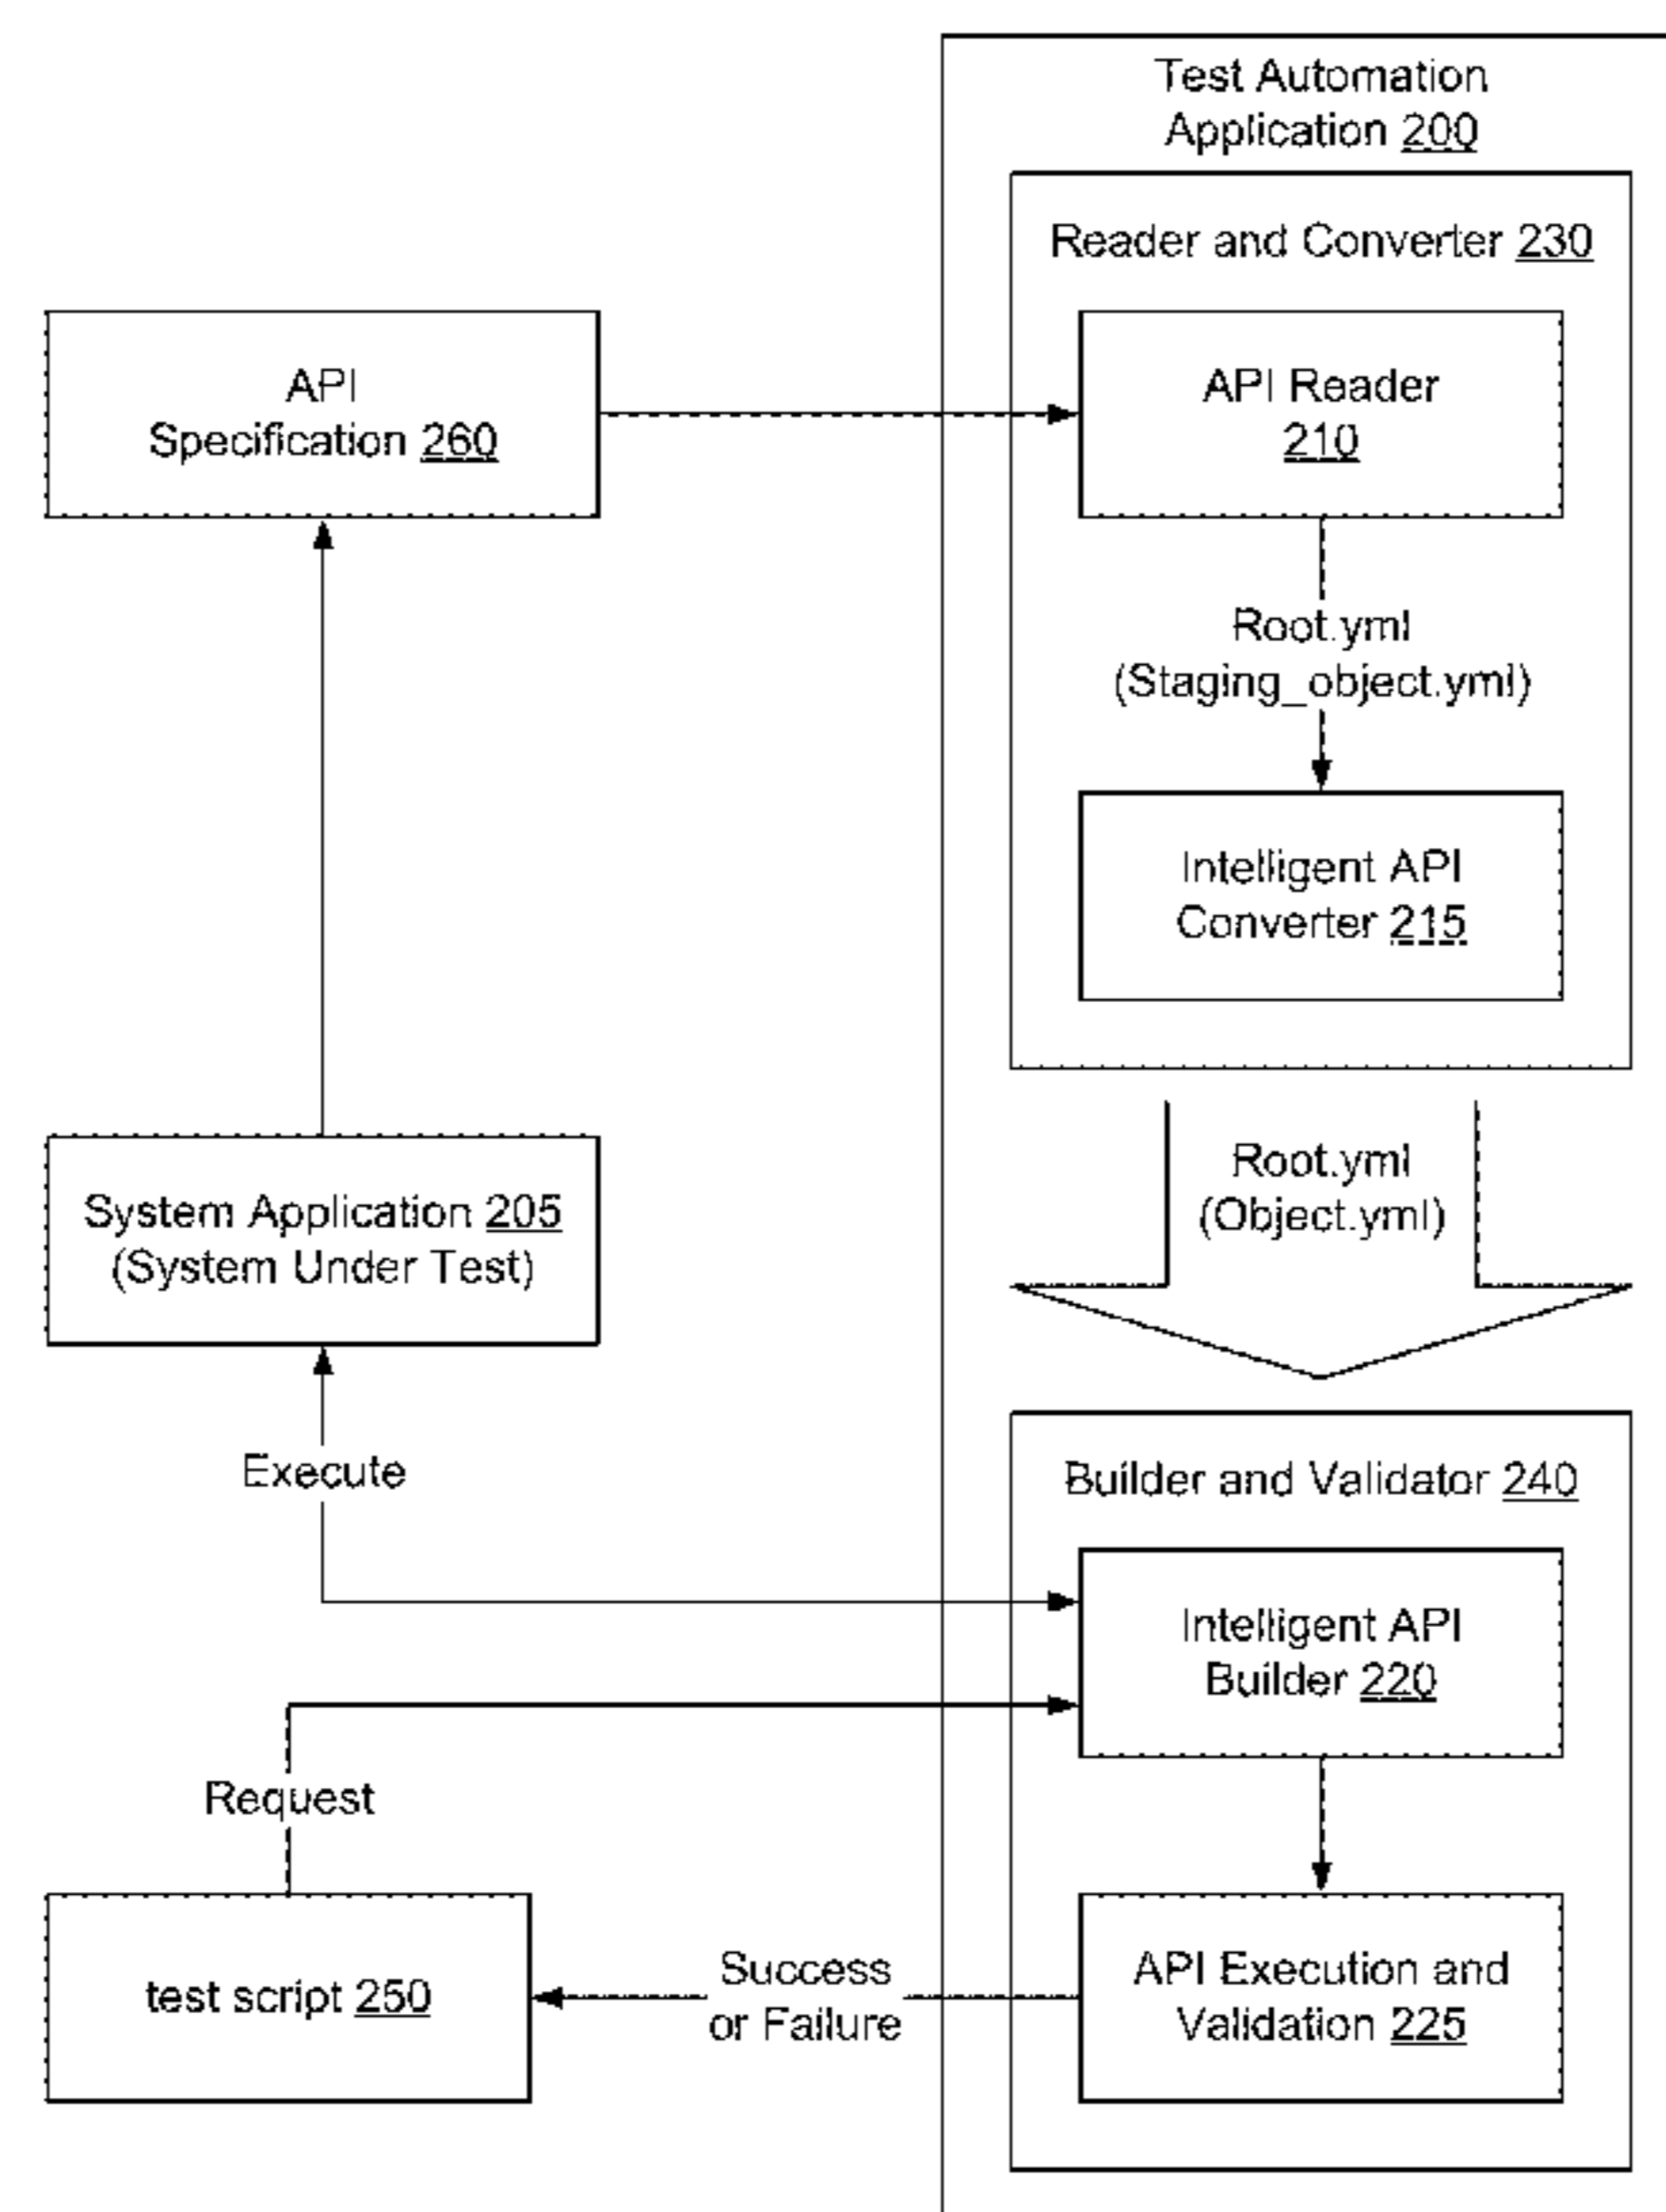 Test Automation
Application 200
Reader and Converter 230
API
Specification 260
API Reader
210
Root.yml
(Staging_object.yml)
Intelligent API
Converter 215
Root.yml
(Object.yml)
System Application 205
(System Under Test)
Execute
Builder and Validator 240
Intelligent API
Builder 220
Request
test script 250
Success
or Failure
API Execution and
Validation 225